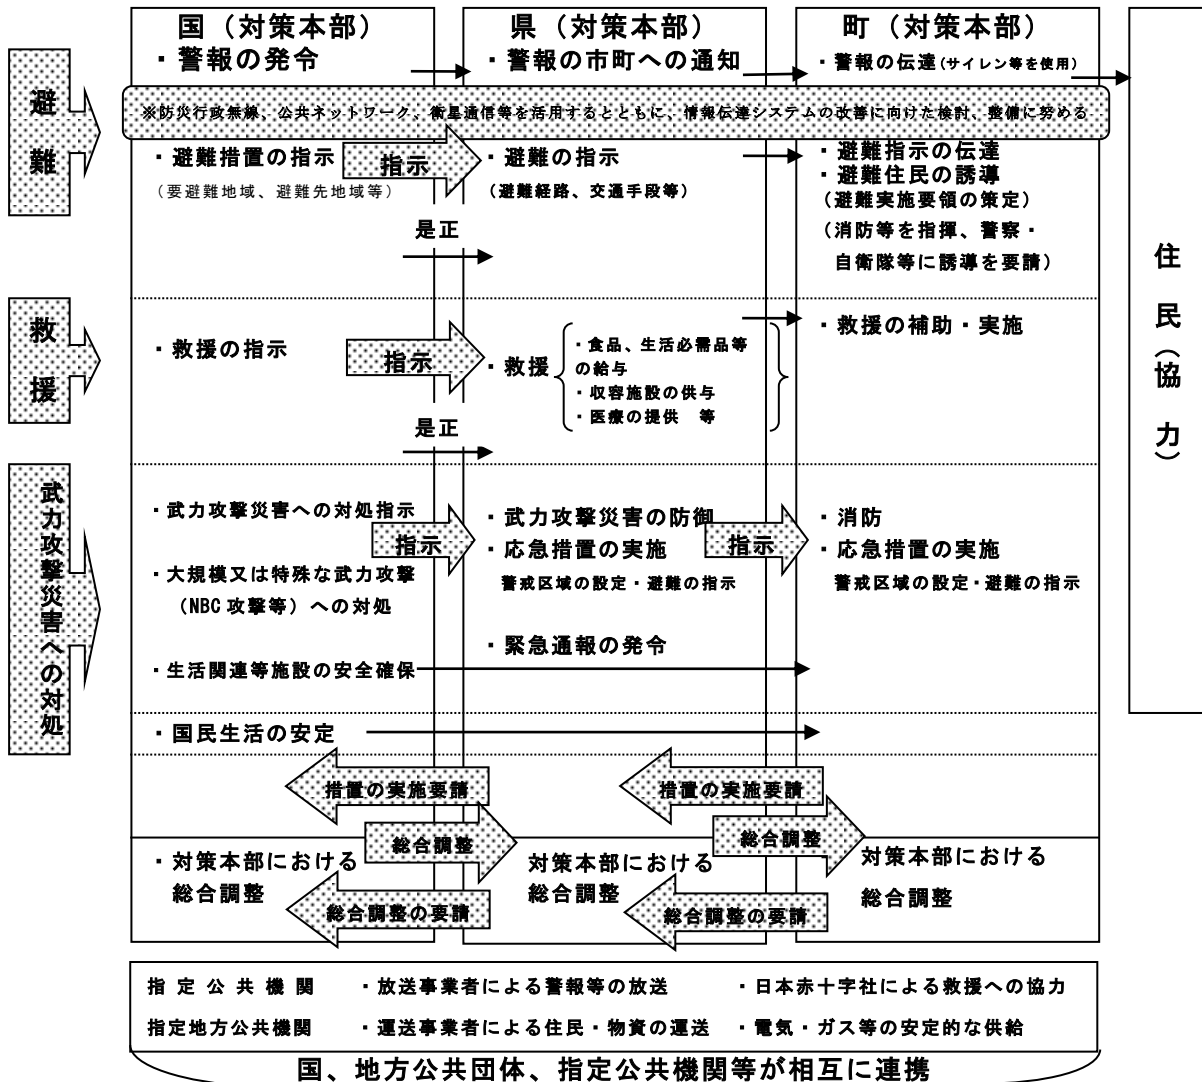 国（対策本部）
県（対策本部）
町（対策本部）
・警報の発令
・警報の市町への通知
・警報の伝達(サイレン等を使用)
避難
※防災行政無線、公共ネットワーク、衛星通信等を活用するとともに、情報伝達システムの改善に向けた検討、整備に努める
・避難措置の指示
（要避難地域、避難先地域等）
指示
・避難の指示
(避難経路、交通手段等)
・避難指示の伝達
・避難住民の誘導
(避難実施要領の策定)
(消防等を指揮、警察・
自衛隊等に誘導を要請)
是正
住民（協力）
救援
・救援の指示
指示
・救援
・食品、生活必需品等
の給与
・収容施設の供与
・医療の提供　等
・救援の補助・実施
是正
武力攻撃災害への対処
・武力攻撃災害への対処指示
・大規模又は特殊な武力攻撃
（NBC攻撃等）への対処
・生活関連等施設の安全確保
指示
・武力攻撃災害の防御
・応急措置の実施
警戒区域の設定・避難の指示
・緊急通報の発令
指示
・消防
・応急措置の実施
警戒区域の設定・避難の指示
・国民生活の安定
措置の実施要請
措置の実施要請
総合調整
総合調整
・対策本部における
総合調整
対策本部における
総合調整
対策本部における
総合調整
総合調整の要請
総合調整の要請
指定公共機関
・放送事業者による警報等の放送
・日本赤十字社による救援への協力
指定地方公共機関
・運送事業者による住民・物資の運送
・電気・ガス等の安定的な供給
国、地方公共団体、指定公共機関等が相互に連携